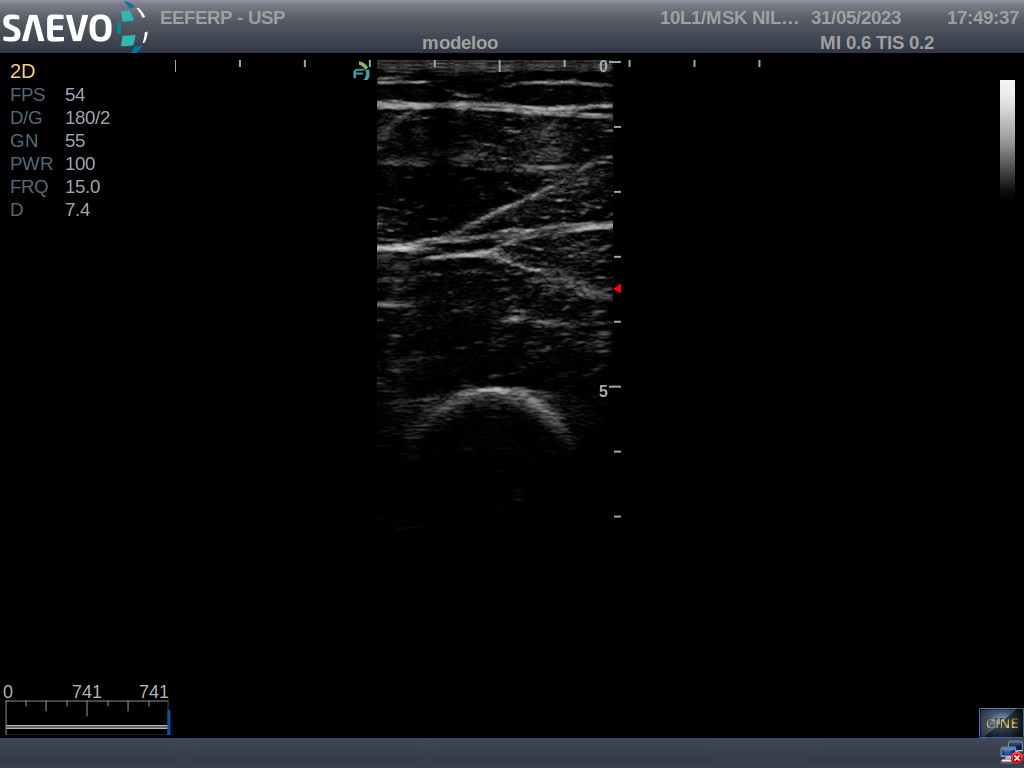 SAEVO EEFERP - USP 10L1/MSK NIL... 31/05/2023 17:49:37
modeloo MI 0.6 TIS 0.2
2D
FPS 54
D/G 180/2
GN 55
PWR 100
FRQ 15.0
D 7.4
0
5
0 741 741
CINE